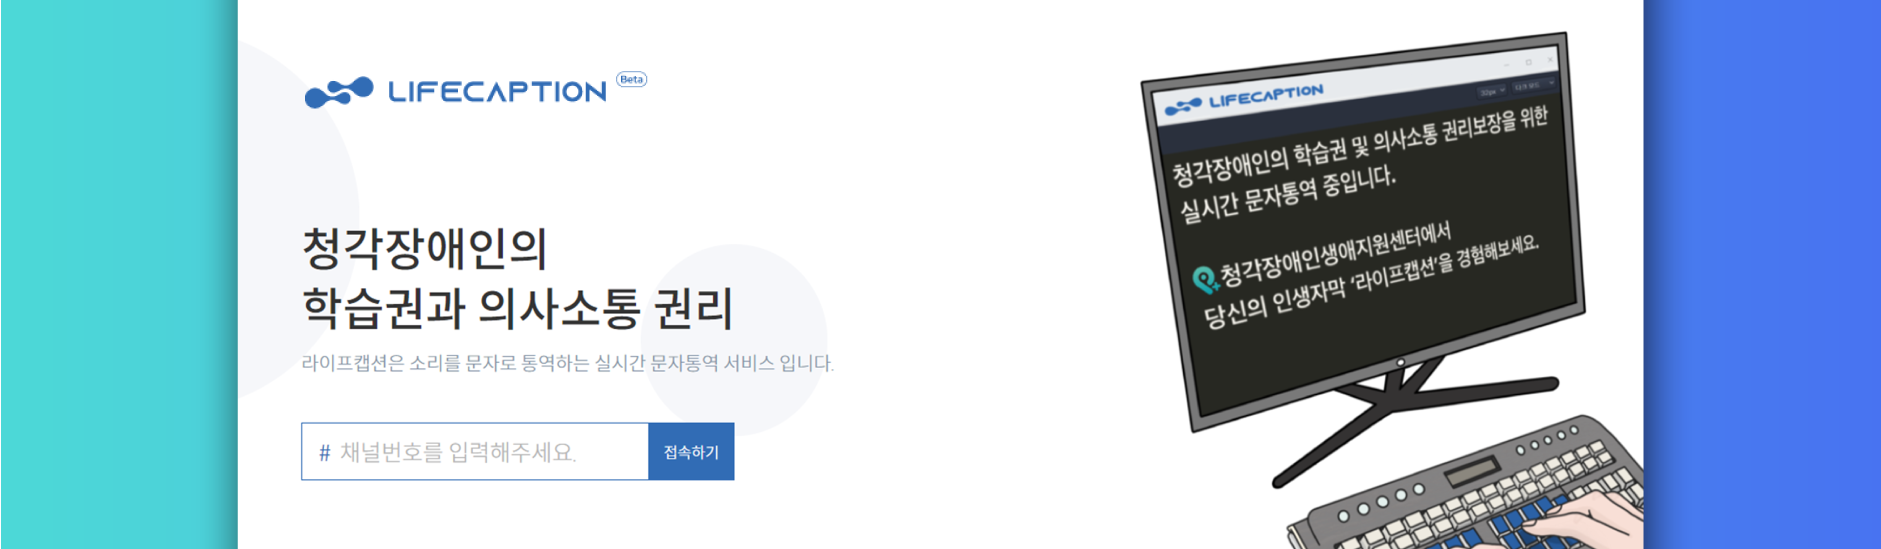 LIFECAPTION Beta
청각장애인의
학습권과 의사소통 권리
라이프캡션은 소리를 문자로 통역하는 실시간 문자통역 서비스 입니다.
# 채널번호를 입력해주세요.
접속하기
LIFECAPTION
32px
청각장애인의 학습권 및 의사소통 권리보장을 위한
실시간 문자통역 중입니다.
청각장애인생애지원센터에서
당신의 인생자막 ‘라이프캡션’을 경험해보세요.